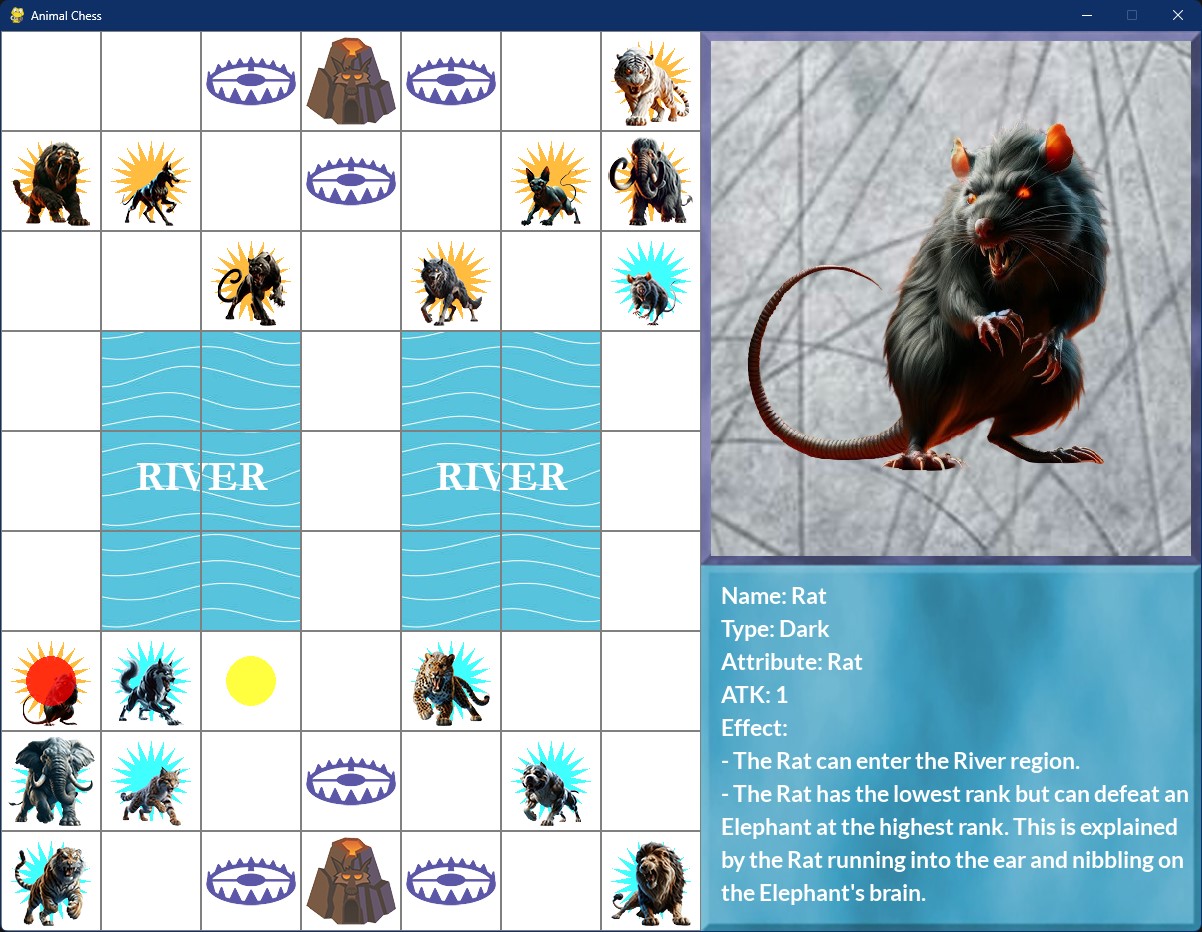 Animal Chess
RIVER RIVER
Name: Rat
Type: Dark
Attribute: Rat
ATK: 1
Effect:
- The Rat can enter the River region.
- The Rat has the lowest rank but can defeat an
Elephant at the highest rank. This is explained
by the Rat running into the ear and nibbling on
the Elephant's brain.